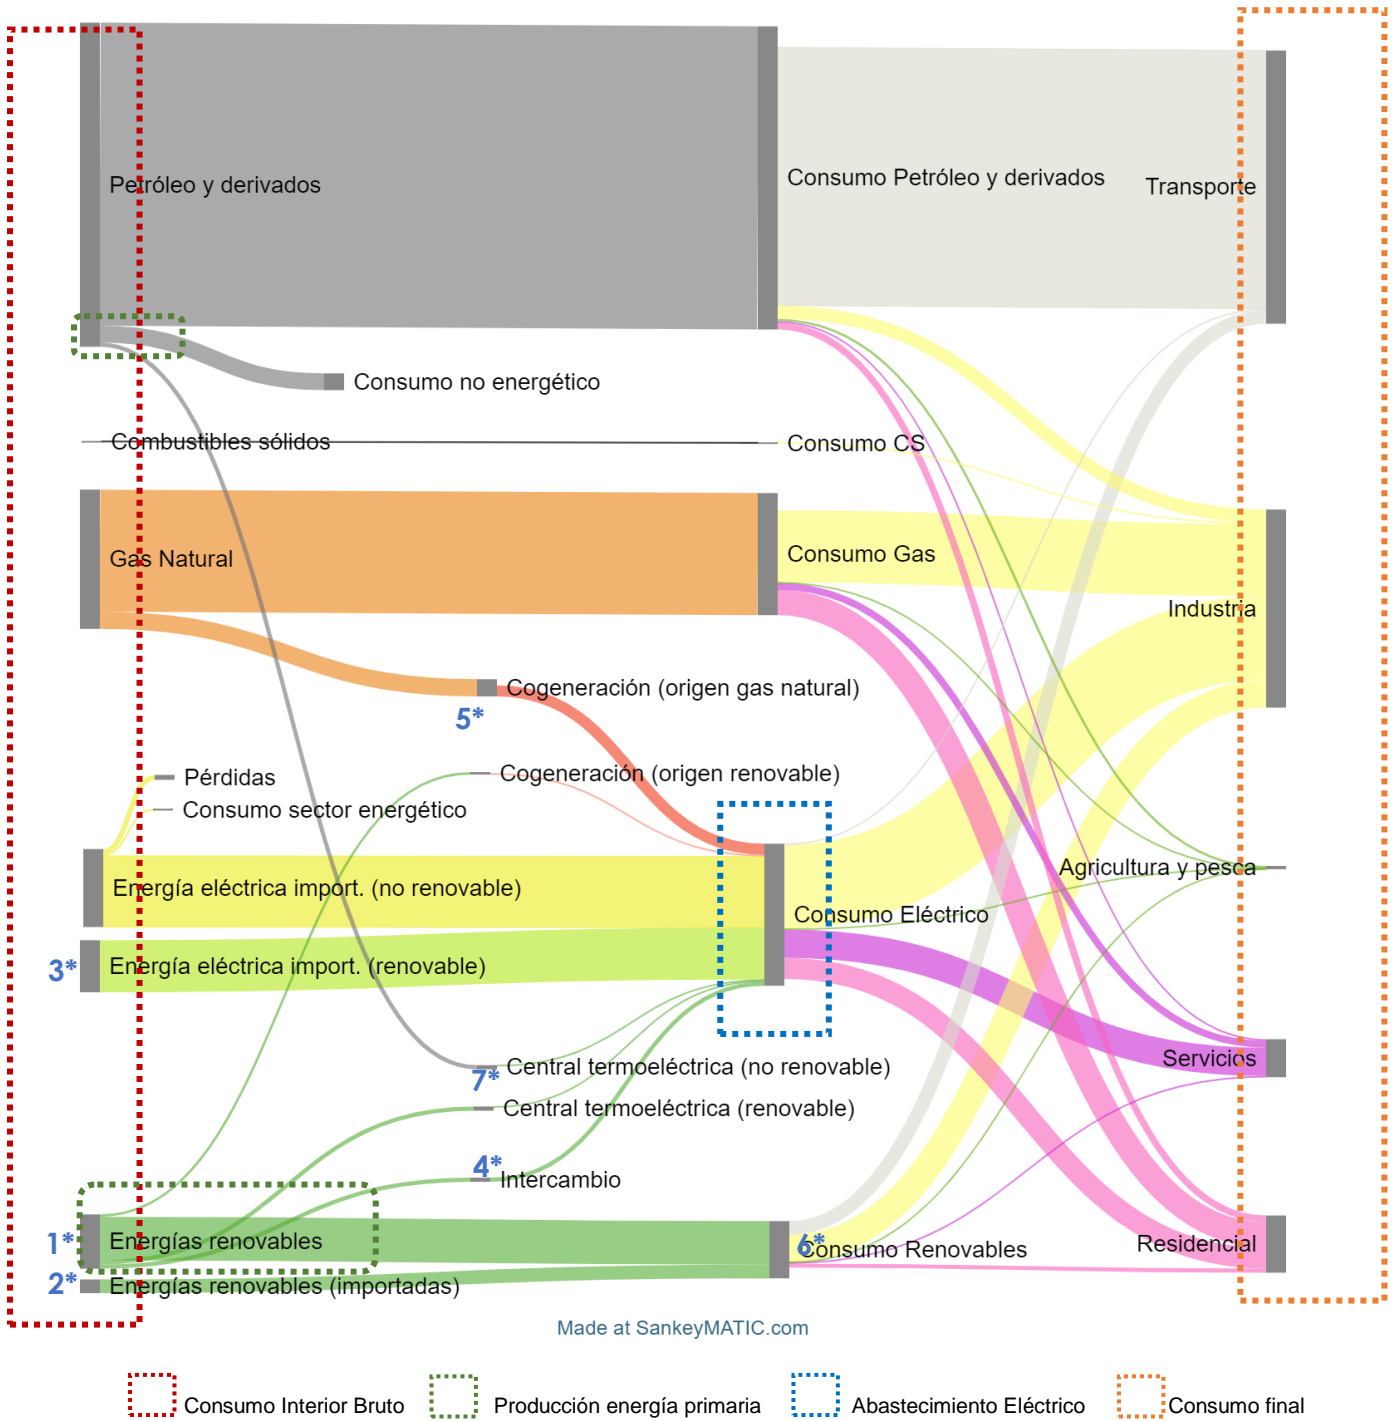 Petróleo y derivados
Consumo Petróleo y derivados
Transporte
Consumo no energético
Combustibles sólidos
Consumo CS
Gas Natural
Consumo Gas
Industria
Cogeneración (origen gas natural)
5*
Pérdidas
Cogeneración (origen renovable)
Consumo sector energético
Agricultura y pesca
Energía eléctrica import. (no renovable)
Consumo Eléctrico
3*
Energía eléctrica import. (renovable)
Servicios
7*
Central termoeléctrica (no renovable)
Central termoeléctrica (renovable)
4*
Intercambio
1*
Energías renovables
6*
Consumo Renovables
Residencial
2*
Energías renovables (importadas)
Made at SankeyMATIC.com
Consumo Interior Bruto
Producción energía primaria
Abastecimiento Eléctrico
Consumo final